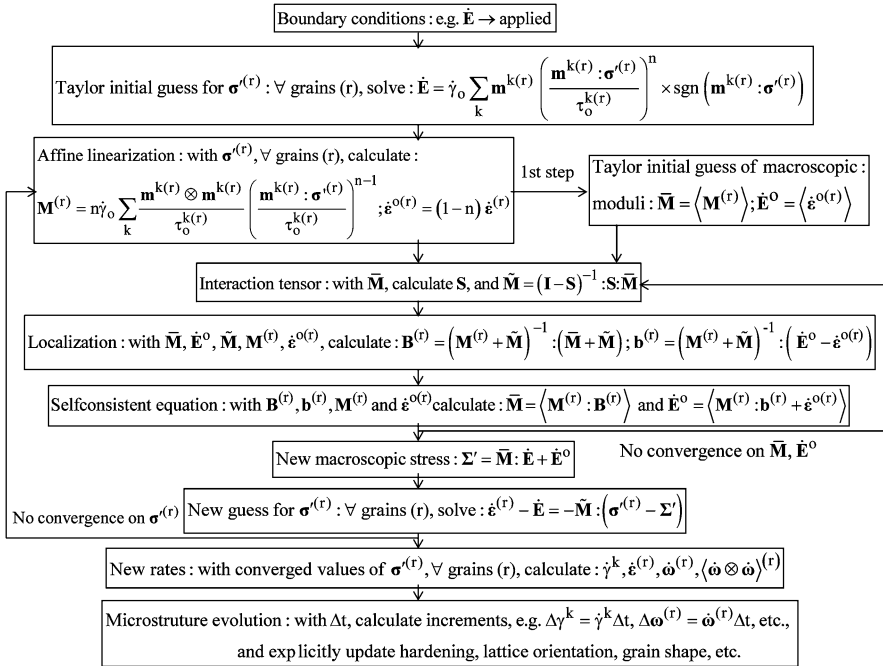 Boundary conditions : e.g. Ė → applied
Taylor initial guess for σ′⁽ʳ⁾ : ∀ grains (r), solve : Ė = γ̇ₒ ∑ₖ mᵏ⁽ʳ⁾ (mᵏ⁽ʳ⁾ : σ′⁽ʳ⁾ / τₒᵏ⁽ʳ⁾)ⁿ × sgn (mᵏ⁽ʳ⁾ : σ′⁽ʳ⁾)
Affine linearization : with σ′⁽ʳ⁾, ∀ grains (r), calculate :
M⁽ʳ⁾ = nγ̇ₒ ∑ₖ (mᵏ⁽ʳ⁾ ⊗ mᵏ⁽ʳ⁾ / τₒᵏ⁽ʳ⁾) (mᵏ⁽ʳ⁾ : σ′⁽ʳ⁾ / τₒᵏ⁽ʳ⁾)ⁿ⁻¹ ; ε̇ᵒ⁽ʳ⁾ = (1−n) ε̇⁽ʳ⁾
1st step
Taylor initial guess of macroscopic :
moduli : M̄ = ⟨M⁽ʳ⁾⟩; Ėᵒ = ⟨ε̇ᵒ⁽ʳ⁾⟩
Interaction tensor : with M̄, calculate S, and M̃ = (I−S)⁻¹ :S: M̄
Localization : with M̄, Ėᵒ, M̃, M⁽ʳ⁾, ε̇ᵒ⁽ʳ⁾, calculate : B⁽ʳ⁾ = (M⁽ʳ⁾ + M̃)⁻¹ : (M̄ + M̃) ; b⁽ʳ⁾ = (M⁽ʳ⁾ + M̃)⁻¹ : ( Ėᵒ − ε̇ᵒ⁽ʳ⁾)
Selfconsistent equation : with B⁽ʳ⁾, b⁽ʳ⁾, M⁽ʳ⁾ and ε̇ᵒ⁽ʳ⁾ calculate : M̄ = ⟨M⁽ʳ⁾ : B⁽ʳ⁾⟩ and Ėᵒ = ⟨M⁽ʳ⁾ : b⁽ʳ⁾ + ε̇ᵒ⁽ʳ⁾⟩
No convergence on M̄, Ėᵒ
New macroscopic stress : Σ′ = M̄ : Ė + Ėᵒ
No convergence on σ′⁽ʳ⁾
New guess for σ′⁽ʳ⁾ : ∀ grains (r), solve : ε̇⁽ʳ⁾ − Ė = −M̃ : (σ′⁽ʳ⁾ − Σ′)
New rates : with converged values of σ′⁽ʳ⁾, ∀ grains (r), calculate : γ̇ᵏ, ε̇⁽ʳ⁾, ω̇⁽ʳ⁾, ⟨ω̇ ⊗ ω̇⟩⁽ʳ⁾
Microstruture evolution : with Δt, calculate increments, e.g. Δγᵏ = γ̇ᵏ Δt, Δω⁽ʳ⁾ = ω̇⁽ʳ⁾ Δt, etc.,
and explicitly update hardening, lattice orientation, grain shape, etc.